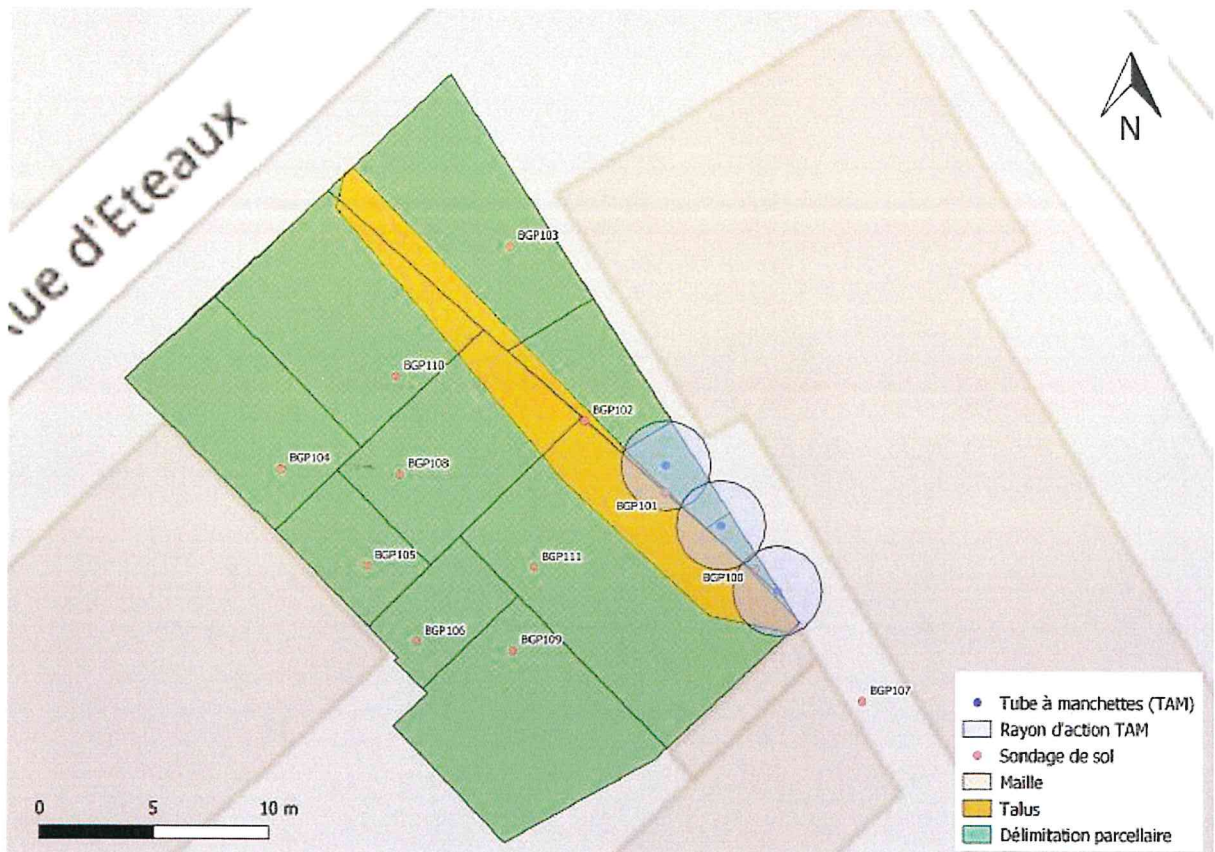 Rue d'Eteaux
N
BGP103
BGP110
BGP102
BGP104
BGP108
BGP101
BGP105
BGP111
BGP100
BGP106
BGP109
BGP107
0 5 10 m
Tube à manchettes (TAM)
Rayon d'action TAM
Sondage de sol
Maille
Talus
Délimitation parcellaire